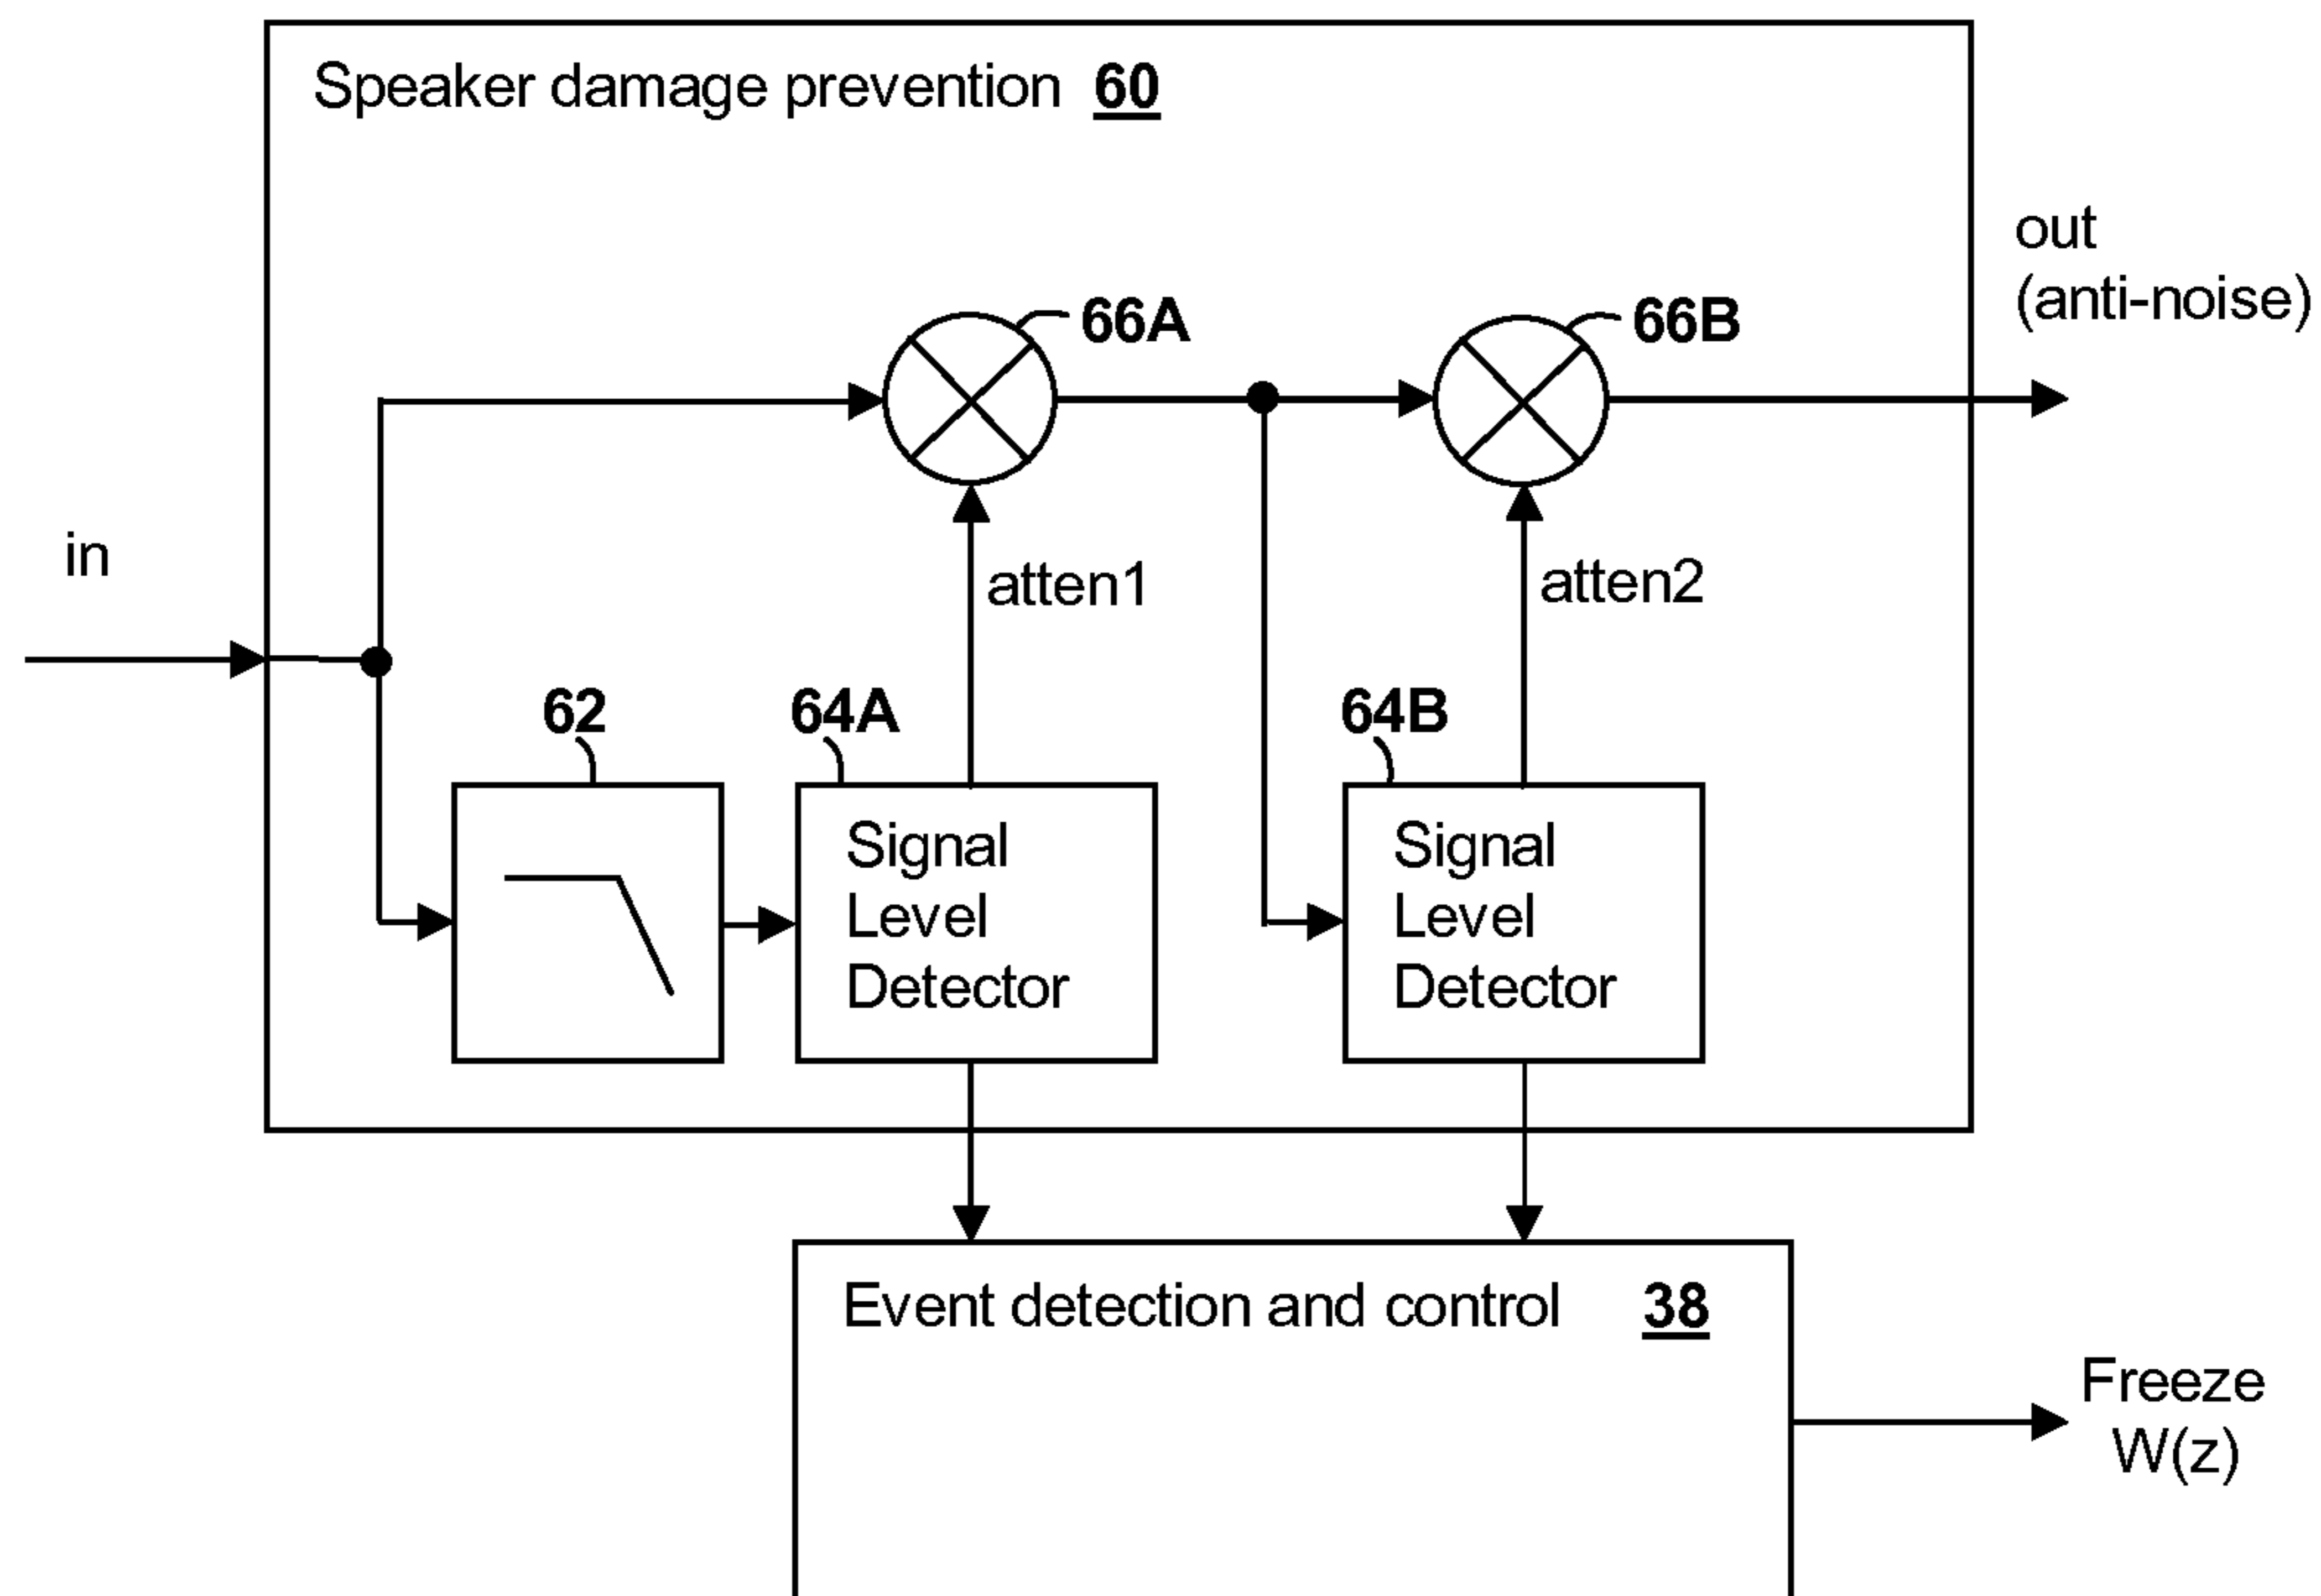 Speaker damage prevention 60
out
(anti-noise)
66A
66B
in
atten1
atten2
62
64A
64B
Signal
Level
Detector
Signal
Level
Detector
Event detection and control 38
Freeze
W(z)